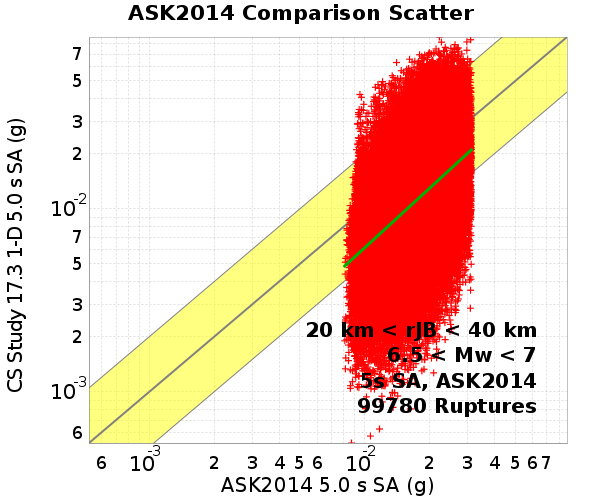 ASK2014 Comparison Scatter
CS Study 17.3 1-D 5.0 s SA (g)
7
5
3
2
10-2
7
5
3
2
10-3
6
20 km < rJB < 40 km
6.5 < Mw < 7
5s SA, ASK2014
99780 Ruptures
6 10-3 2 3 4 5 6 10-2 2 3 4 5 6 7
ASK2014 5.0 s SA (g)